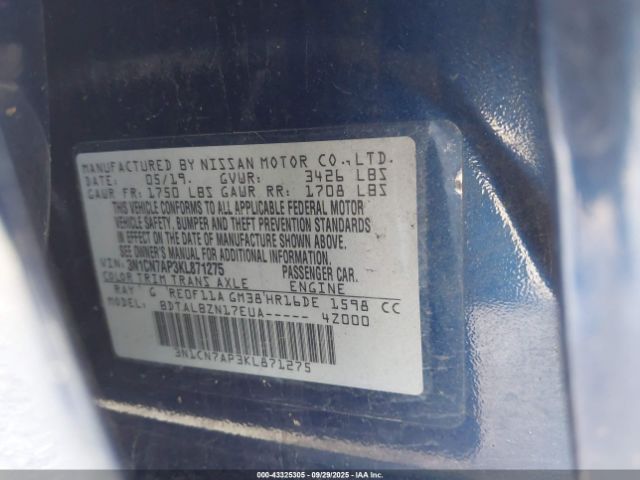 MANUFACTURED BY NISSAN MOTOR CO., LTD.
DATE: 05/19. GVWR: 3426 LBS
GAWR FR: 1750 LBS GAWR RR: 1708 LBS
THIS VEHICLE CONFORMS TO ALL APPLICABLE FEDERAL MOTOR
VEHICLE SAFETY, BUMPER AND THEFT PREVENTION STANDARDS
IN EFFECT ON THE DATE OF MANUFACTURE SHOWN ABOVE.
SEE OWNER'S MANUAL FOR ADDITIONAL INFORMATION.
VIN: 3N1CN7AP3KL871275 PASSENGER CAR.
COLOR TRIM TRANS AXLE ENGINE
RAY G RE0F11A GM38 HR16DE 1598 CC
MODEL: BDTALBZN17EUA----- 4Z000
3N1CN7AP3KL871275
000-43325305 - 09/29/2025 - IAA Inc.